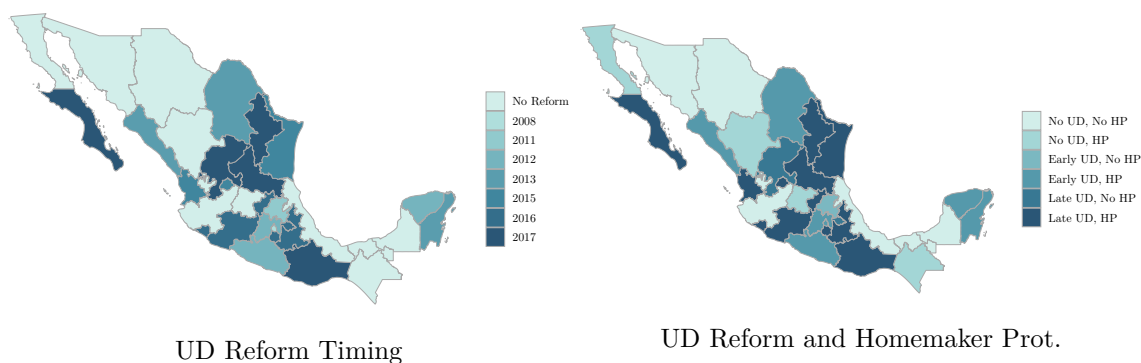 No Reform
2008
2011
2012
2013
2015
2016
2017
UD Reform Timing
No UD, No HP
No UD, HP
Early UD, No HP
Early UD, HP
Late UD, No HP
Late UD, HP
UD Reform and Homemaker Prot.